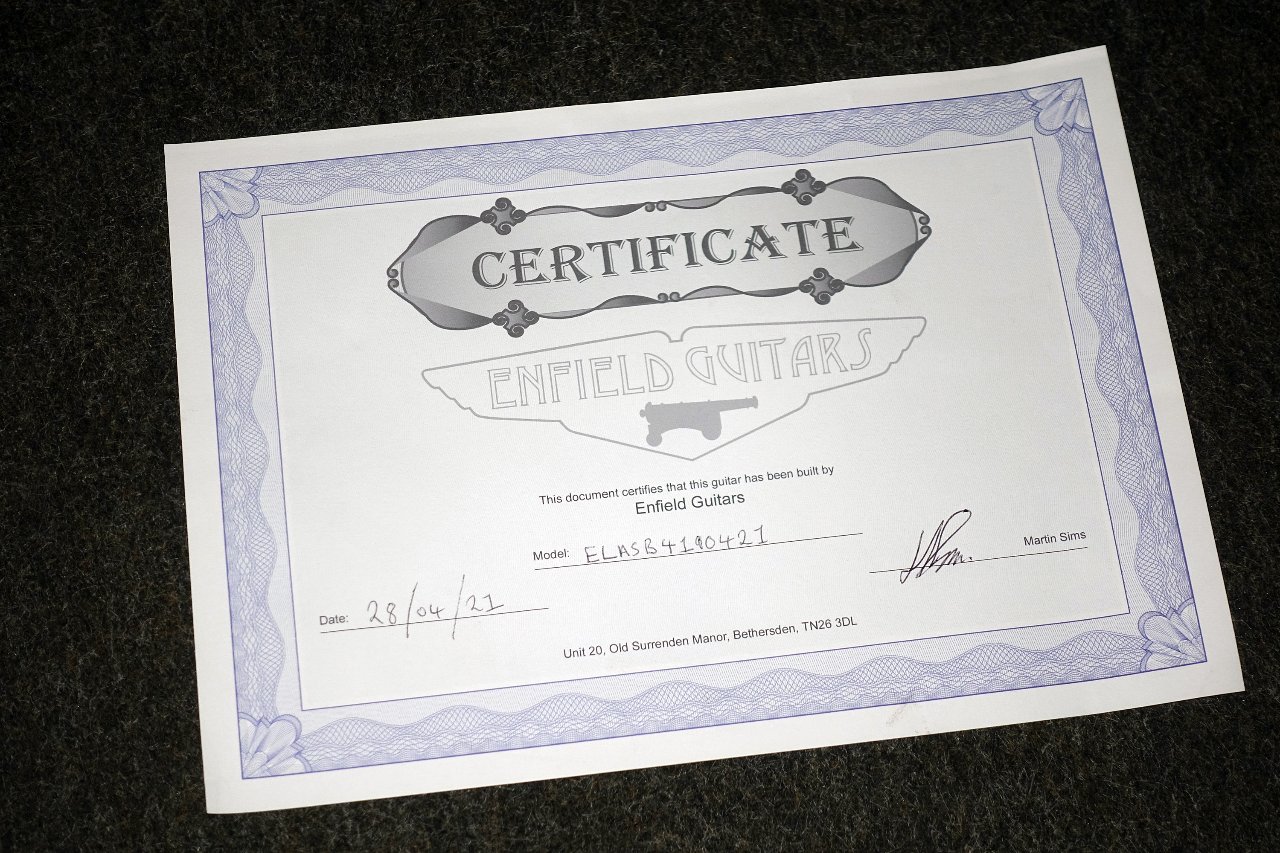 CERTIFICATE
ENFIELD GUITARS
This document certifies that this guitar has been built by
Enfield Guitars
Model: ELASB4190421
Martin Sims
Date: 28/04/21
Unit 20, Old Surrenden Manor, Bethersden, TN26 3DL